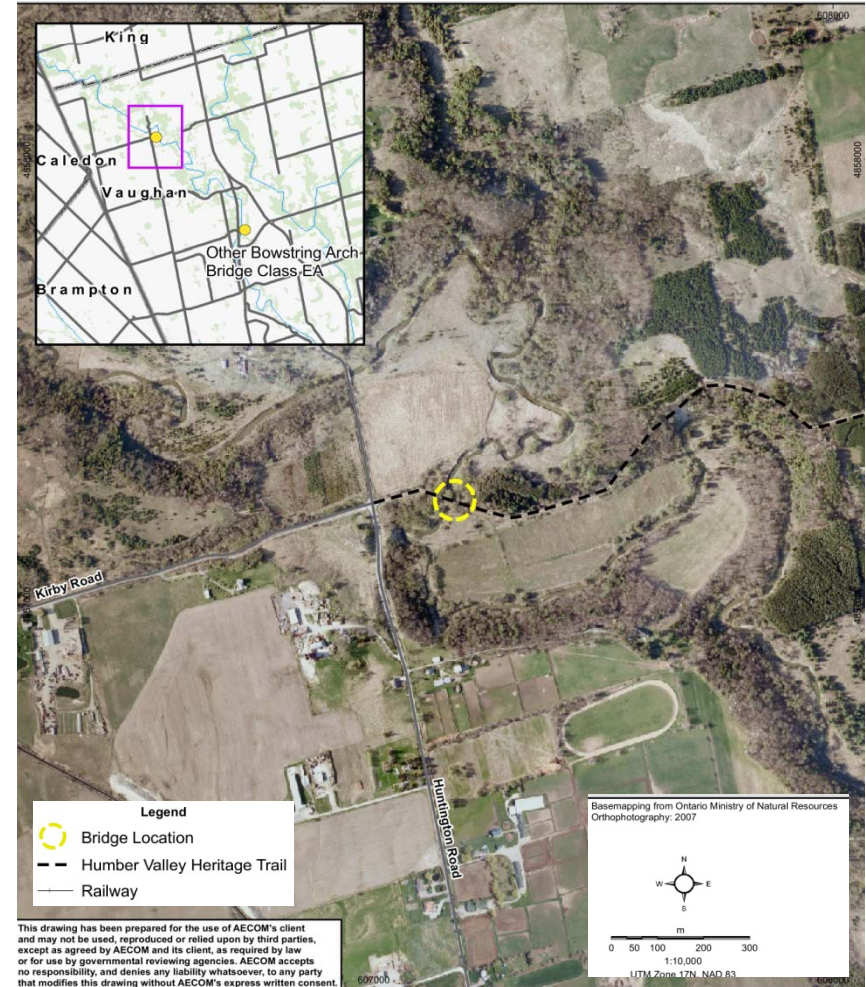 607000
608000
King
Caledon
Vaughan
Brampton
Other Bowstring Arch
Bridge Class EA
4858000
Kirby Road
Huntington Road
Legend
Bridge Location
Humber Valley Heritage Trail
Railway
Basemapping from Ontario Ministry of Natural Resources
Orthophotography: 2007
N
W
E
S
m
0 50 100 200 300
1:10,000
UTM Zone 17N, NAD 83
This drawing has been prepared for the use of AECOM's client
and may not be used, reproduced or relied upon by third parties,
except as agreed by AECOM and its client, as required by law
or for use by governmental reviewing agencies. AECOM accepts
no responsibility, and denies any liability whatsoever, to any party
that modifies this drawing without AECOM's express written consent.
607000